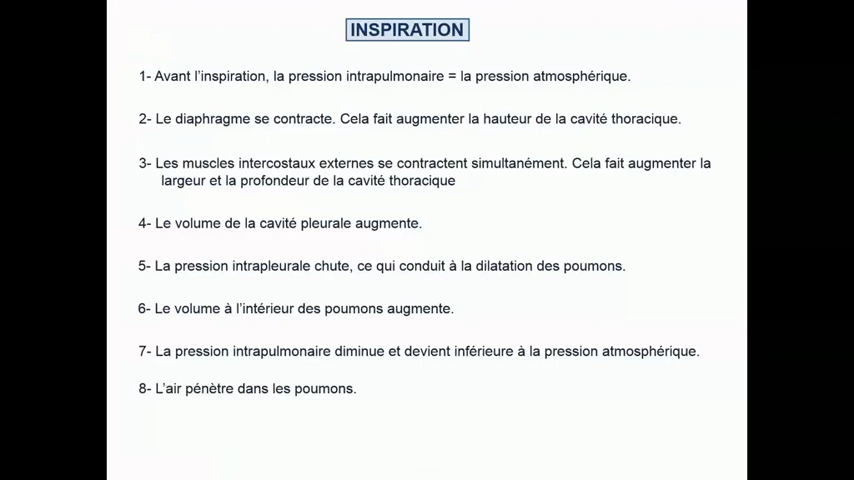 INSPIRATION
1- Avant l’inspiration, la pression intrapulmonaire = la pression atmosphérique.
2- Le diaphragme se contracte. Cela fait augmenter la hauteur de la cavité thoracique.
3- Les muscles intercostaux externes se contractent simultanément. Cela fait augmenter la
largeur et la profondeur de la cavité thoracique
4- Le volume de la cavité pleurale augmente.
5- La pression intrapleurale chute, ce qui conduit à la dilatation des poumons.
6- Le volume à l’intérieur des poumons augmente.
7- La pression intrapulmonaire diminue et devient inférieure à la pression atmosphérique.
8- L’air pénètre dans les poumons.